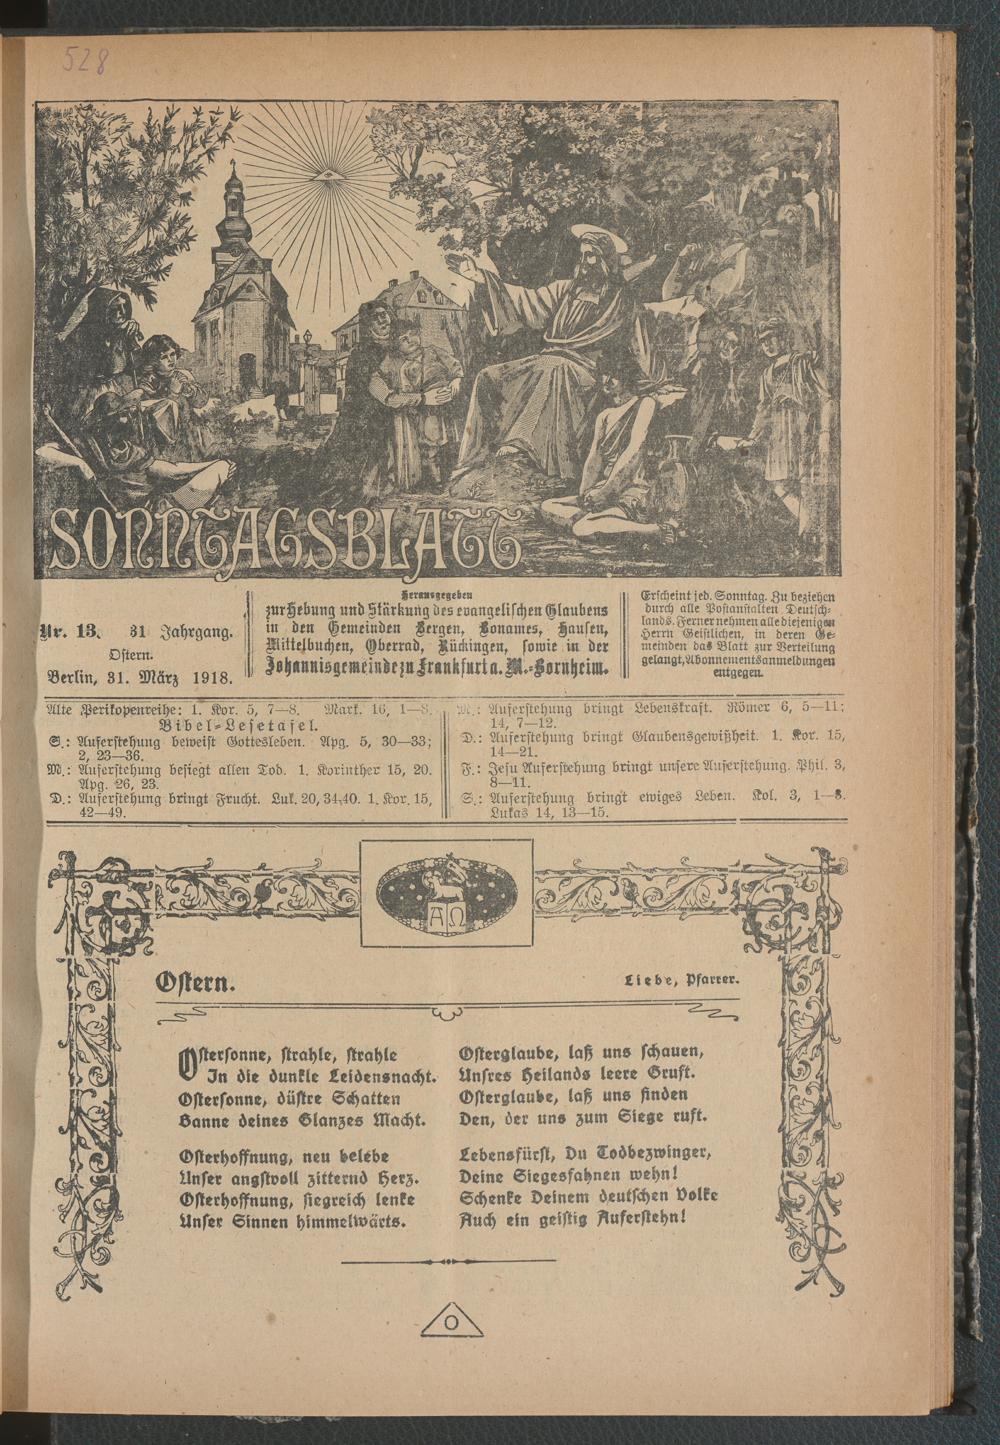 528
SONNTAGSBLATT
Nr. 13. 31 Jahrgang.
Ostern.
Berlin, 31. März 1918.
Herausgegeben
zur Hebung und Stärkung des evangelischen Glaubens
in den Gemeinden Bergen, Bonames, Hausen,
Mittelbuchen, Oberrad, Rückingen, sowie in der
Johannisgemeinde zu Frankfurt a. M.-Bornheim.
Erscheint jed. Sonntag. Zu beziehen
durch alle Postanstalten Deutsch-
lands. Ferner nehmen alle diejenigen
Herrn Geistlichen, in deren Ge-
meinden das Blatt zur Verteilung
gelangt, Abonnementsanmeldungen
entgegen.
Alte Perikopenreihe: 1. Kor. 5, 7—8. Mark. 16, 1—8.
Bibel-Lesetafel.
S.: Auferstehung beweist Gottesleben. Apg. 5, 30—33;
2, 23—36.
M.: Auferstehung besiegt allen Tod. 1. Korinther 15, 20.
Apg. 26, 23.
D.: Auferstehung bringt Frucht. Luk. 20, 34-40. 1. Kor. 15,
42—49.
M.: Auferstehung bringt Lebenskraft. Römer 6, 5—11;
14, 7—12.
D.: Auferstehung bringt Glaubensgewißheit. 1. Kor. 15,
14—21.
F.: Jesu Auferstehung bringt unsere Auferstehung. Phil. 3,
8—11.
S.: Auferstehung bringt ewiges Leben. Kol. 3, 1—8.
Lukas 14, 13—15.
A Ω
Ostern. Liebe, Pfarrer.
Ostersonne, strahle, strahle
In die dunkle Leidensnacht.
Ostersonne, düstre Schatten
Banne deines Glanzes Macht.
Osterhoffnung, neu belebe
Unser angstvoll zitternd Herz.
Osterhoffnung, siegreich lenke
Unser Sinnen himmelwärts.
Osterglaube, laß uns schauen,
Unsres Heilands leere Gruft.
Osterglaube, laß uns finden
Den, der uns zum Siege ruft.
Lebensfürst, Du Todbezwinger,
Deine Siegesfahnen wehn!
Schenke Deinem deutschen Volke
Auch ein geistig Auferstehn!
O